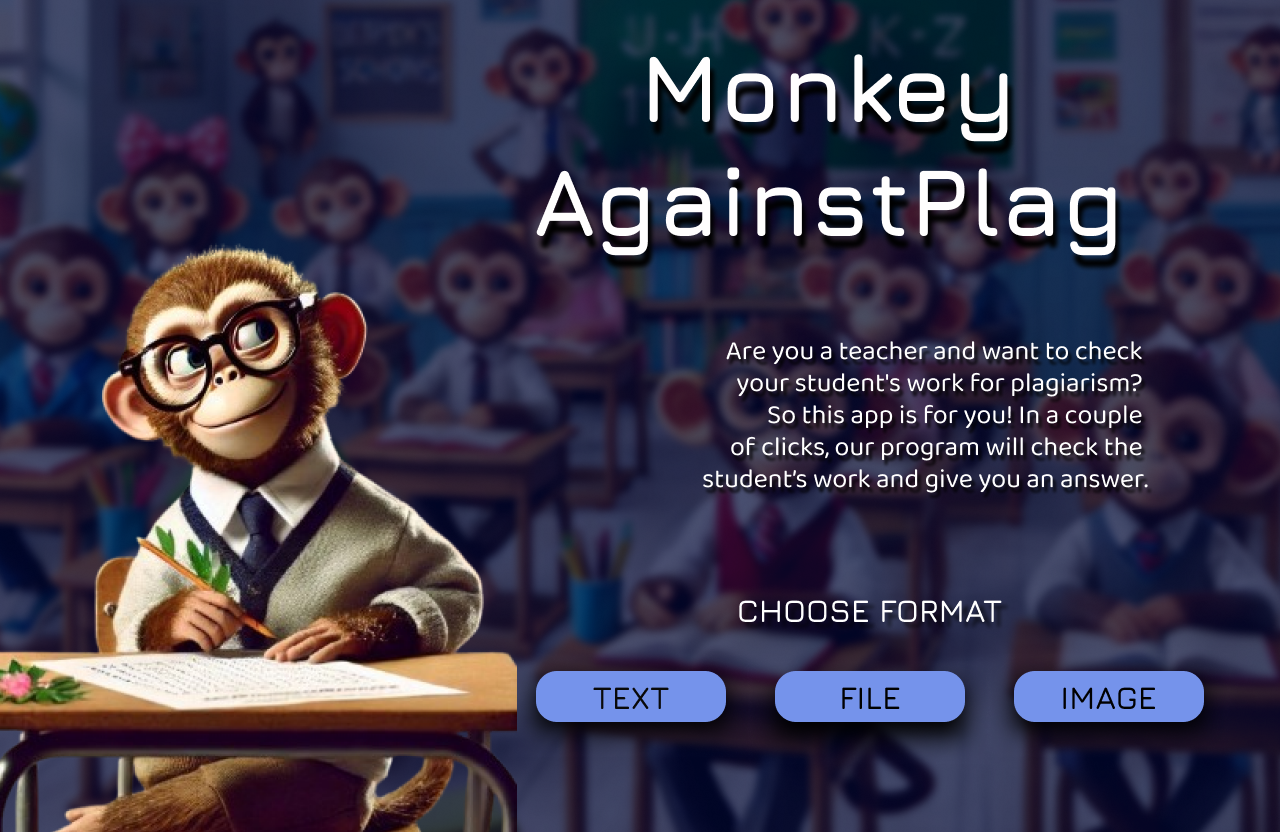 Monkey
AgainstPlag
Are you a teacher and want to check
your student's work for plagiarism?
So this app is for you! In a couple
of clicks, our program will check the
student’s work and give you an answer.
CHOOSE FORMAT
TEXT
FILE
IMAGE